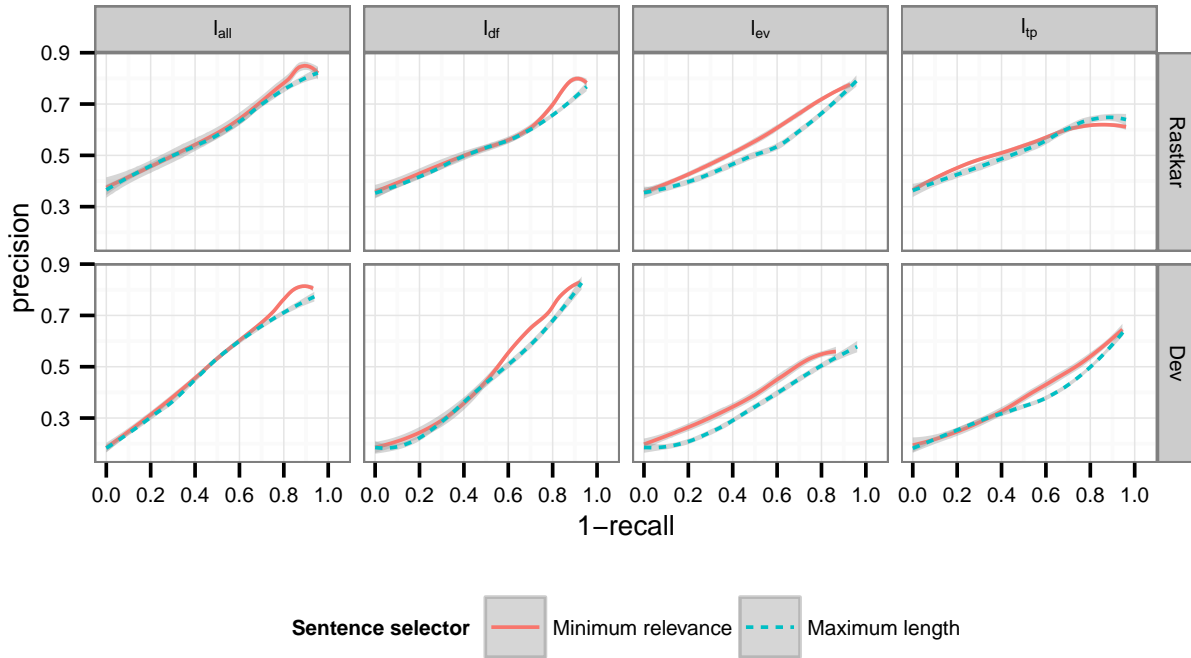 I_all I_df I_ev I_tp
0.9
0.7
0.5
0.3
Rastkar
precision
0.9
0.7
0.5
0.3
Dev
0.0 0.2 0.4 0.6 0.8 1.0 0.0 0.2 0.4 0.6 0.8 1.0 0.0 0.2 0.4 0.6 0.8 1.0 0.0 0.2 0.4 0.6 0.8 1.0
1−recall
Sentence selector Minimum relevance Maximum length